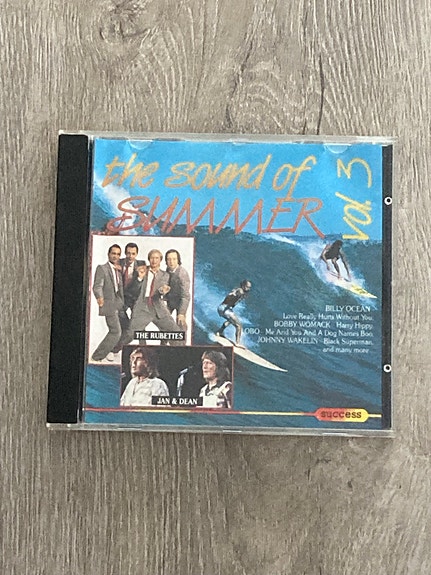 the sound of
SUMMER
vol. 3
THE RUBETTES
JAN & DEAN
BILLY OCEAN -
Love Really Hurts Without You,
BOBBY WOMACK - Harry Hippy,
LOBO - Me And You And A Dog Names Boo,
JOHNNY WAKELIN - Black Superman,
and many more...
success